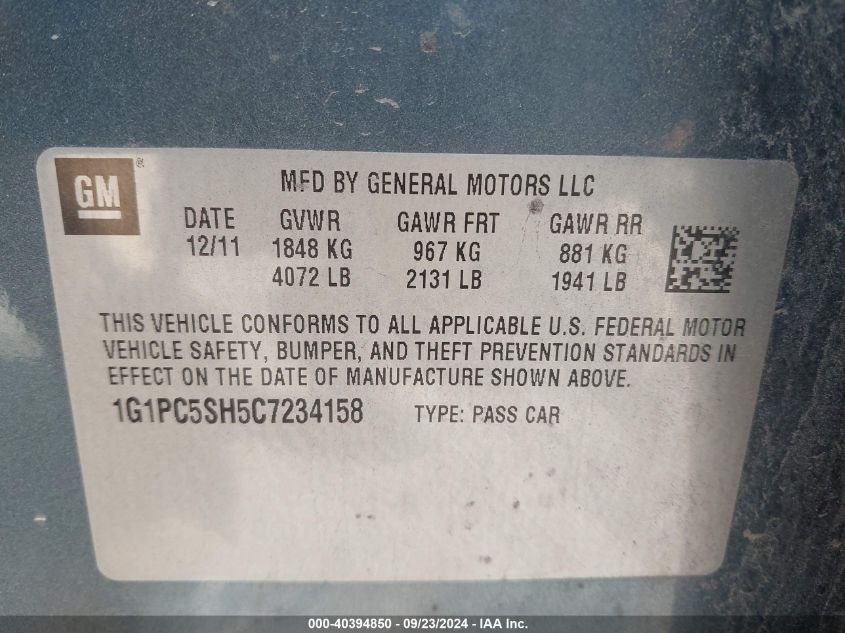 GM ®
MFD BY GENERAL MOTORS LLC
DATE GVWR GAWR FRT GAWR RR
12/11 1848 KG 967 KG 881 KG
4072 LB 2131 LB 1941 LB
THIS VEHICLE CONFORMS TO ALL APPLICABLE U.S. FEDERAL MOTOR
VEHICLE SAFETY, BUMPER, AND THEFT PREVENTION STANDARDS IN
EFFECT ON THE DATE OF MANUFACTURE SHOWN ABOVE.
1G1PC5SH5C7234158 TYPE: PASS CAR
000-40394850 - 09/23/2024 - IAA Inc.